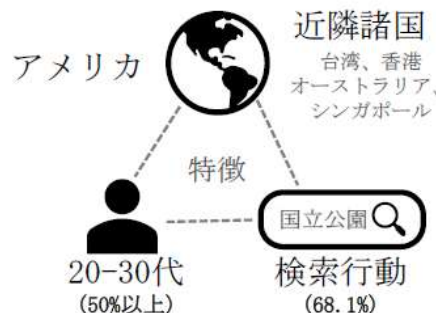 近隣諸国
アメリカ
台湾、香港
オーストラリア、
シンガポール
特徴
国立公園
20-30代
検索行動
(50%以上)
(68.1%)